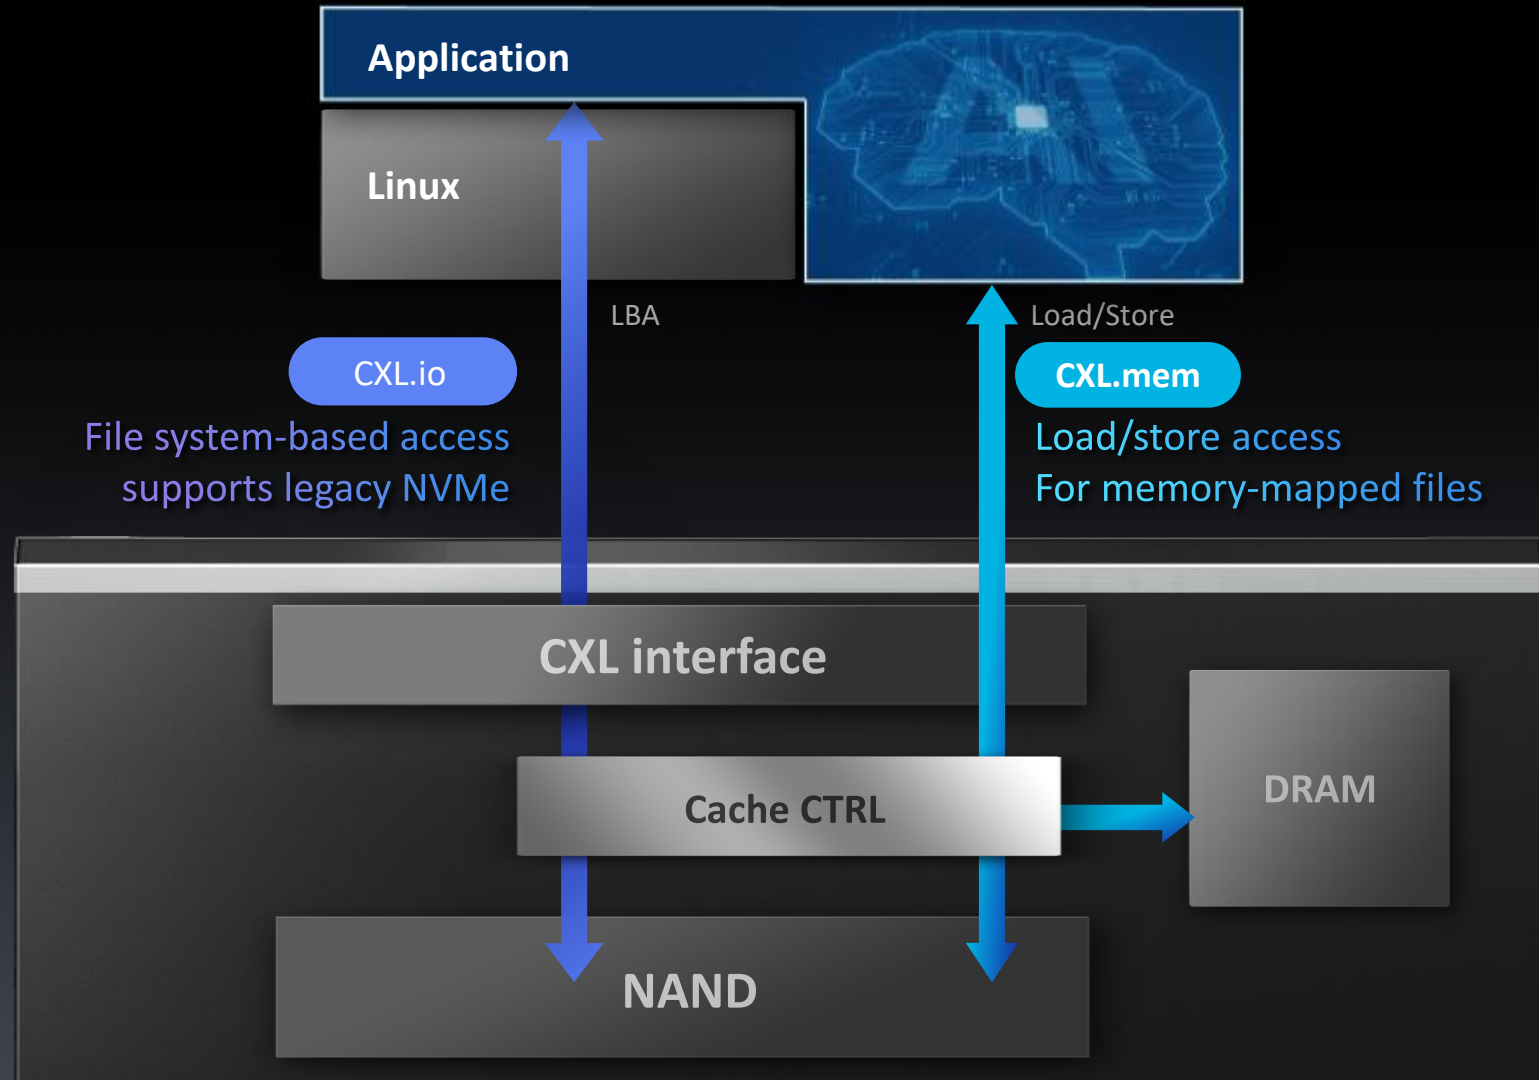 Application
AI
Linux
LBA
Load/Store
CXL.io
CXL.mem
File system-based access
supports legacy NVMe
Load/store access
For memory-mapped files
CXL interface
Cache CTRL
DRAM
NAND